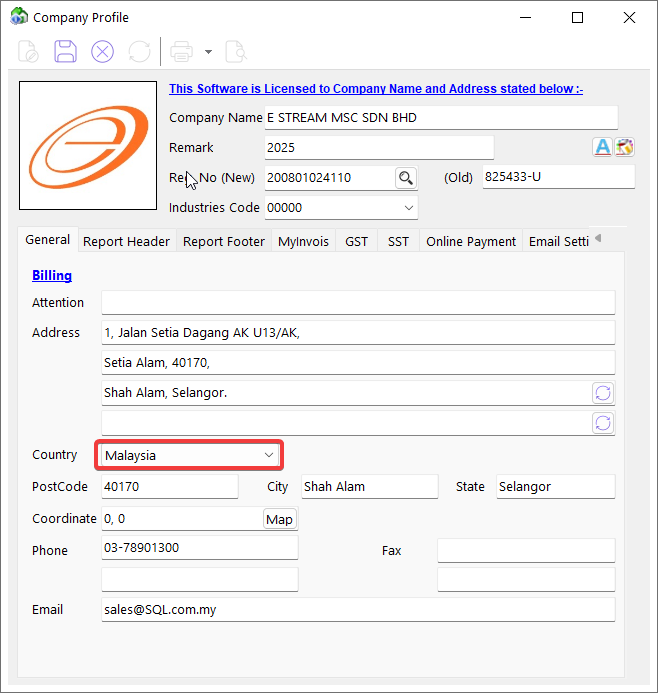 Company Profile
This Software is Licensed to Company Name and Address stated below :-
Company Name E STREAM MSC SDN BHD
Remark 2025
A
No (New) 200801024110 (Old) 825433-U
Industries Code 00000
General Report Header Report Footer MyInvois GST SST Online Payment Email Setti
Billing
Attention
Address 1, Jalan Setia Dagang AK U13/AK,
Setia Alam, 40170,
Shah Alam, Selangor.
Country Malaysia
PostCode 40170 City Shah Alam State Selangor
Coordinate 0, 0 Map
Phone 03-78901300 Fax
Email sales@SQL.com.my